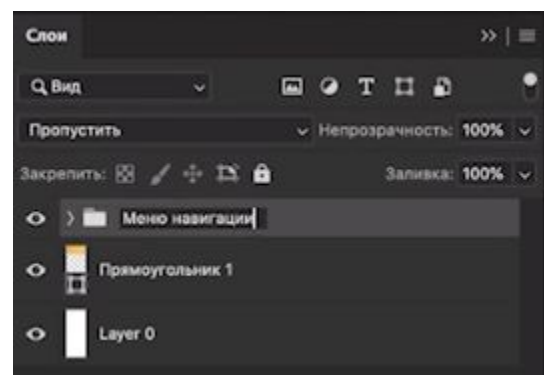 Слои
Вид
Пропустить Непрозрачность: 100%
Закрепить: Заливка: 100%
Меню навигации
Прямоугольник 1
Layer 0